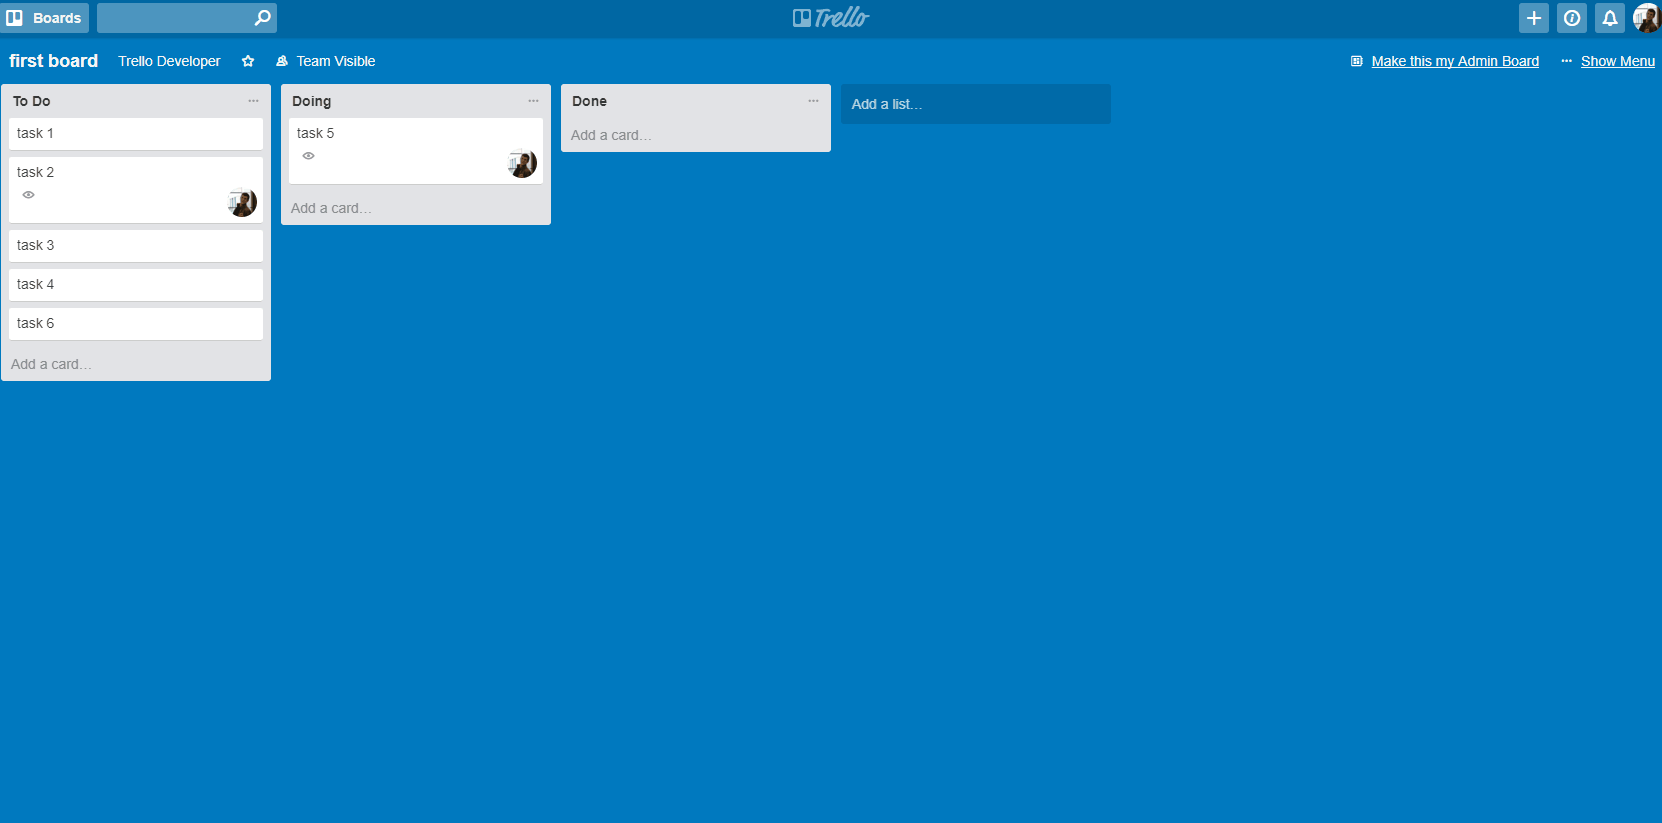 Boards
Trello
first board Trello Developer Team Visible Make this my Admin Board ... Show Menu
To Do ...
task 1
task 2
task 3
task 4
task 6
Add a card...
Doing ...
task 5
Add a card...
Done ...
Add a card...
Add a list...